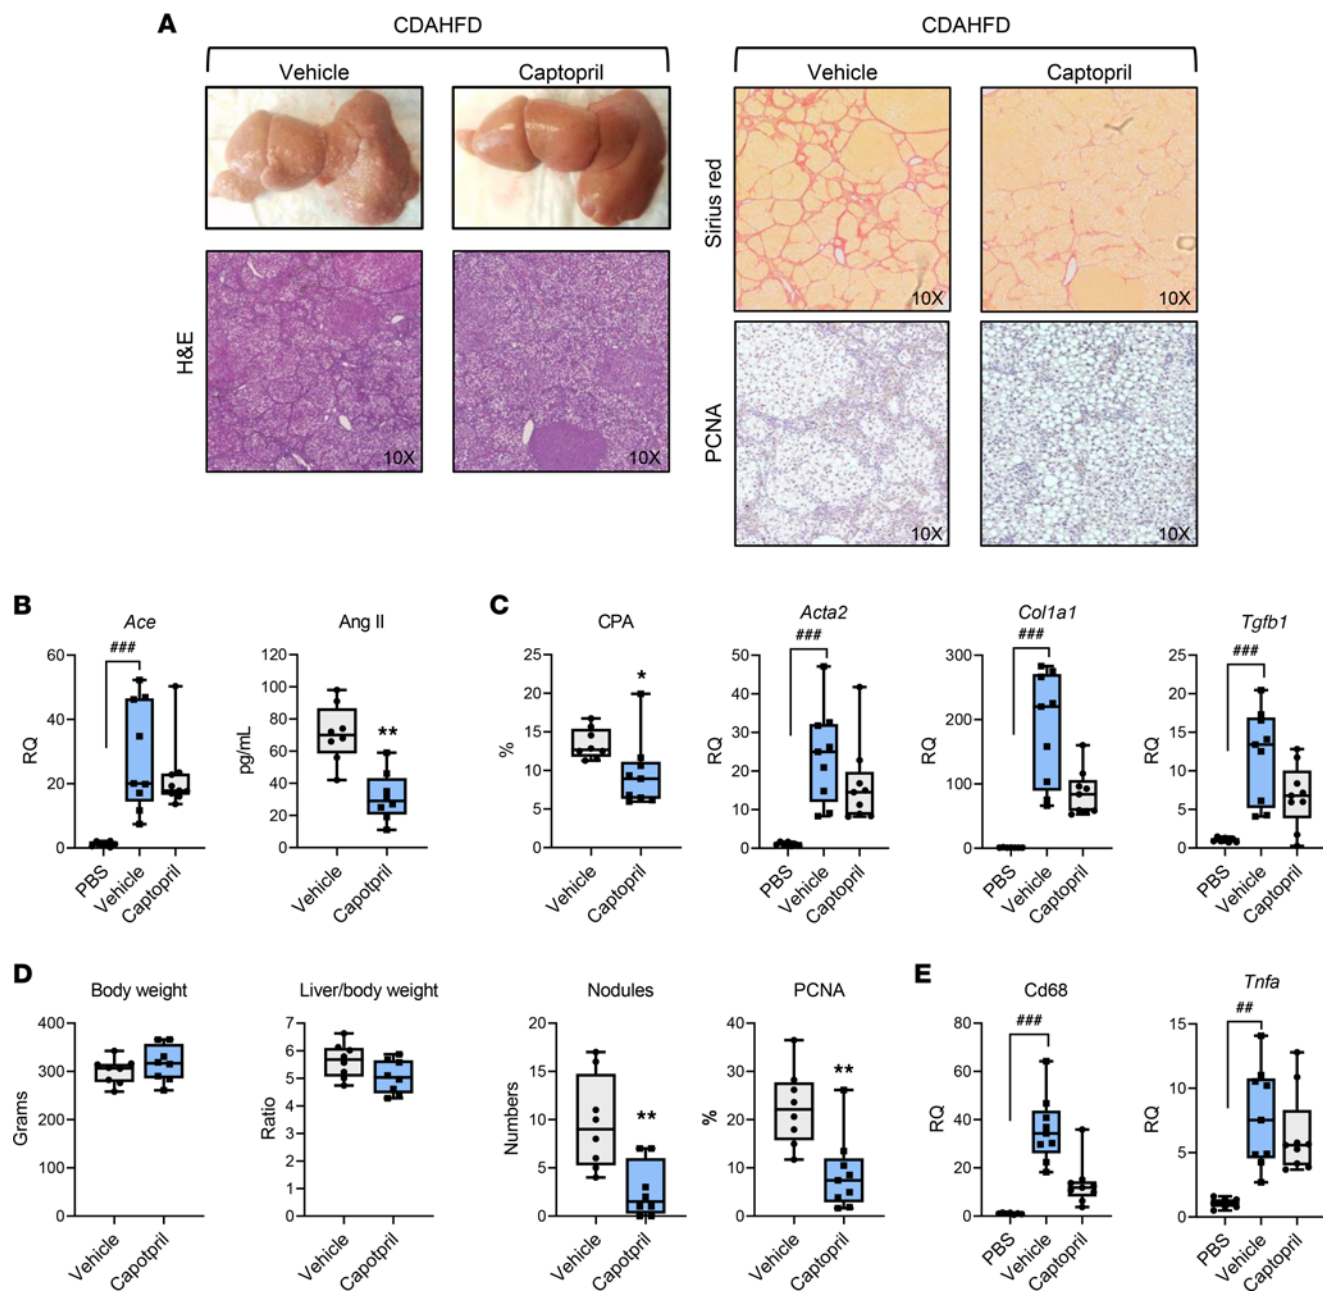 A
CDAHFD
CDAHFD
Vehicle
Captopril
Vehicle
Captopril
Sirius red
10X
10X
H&E
10X
10X
PCNA
10X
10X
B
Ace
###
RQ
60
40
20
0
PBS
Vehicle
Captopril
Ang II
**
pg/mL
120
100
80
60
40
20
0
Vehicle
Capotpril
C
CPA
*
%
25
20
15
10
5
0
Vehicle
Capotpril
Acta2
###
RQ
50
40
30
20
10
0
PBS
Vehicle
Captopril
Col1a1
###
RQ
300
200
100
0
PBS
Vehicle
Captopril
Tgfb1
###
RQ
25
20
15
10
5
0
PBS
Vehicle
Captopril
D
Body weight
Grams
400
300
200
100
0
Vehicle
Capotpril
Liver/body weight
Ratio
7
6
5
4
3
2
1
0
Vehicle
Capotpril
Nodules
**
Numbers
20
15
10
5
0
Vehicle
Capotpril
PCNA
**
%
40
30
20
10
0
Vehicle
Capotpril
E
Cd68
###
RQ
80
60
40
20
0
PBS
Vehicle
Captopril
Tnfa
##
RQ
15
10
5
0
PBS
Vehicle
Captopril